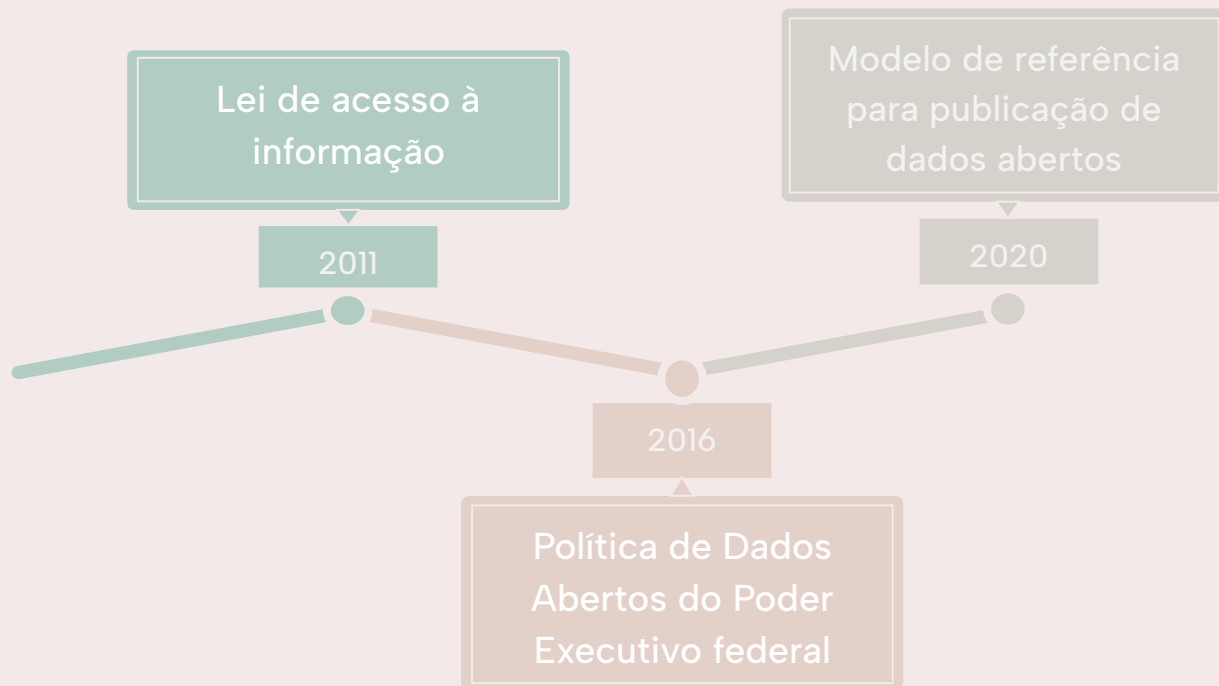 Lei de acesso à
informação
2011
2016
Política de Dados
Abertos do Poder
Executivo federal
Modelo de referência
para publicação de
dados abertos
2020